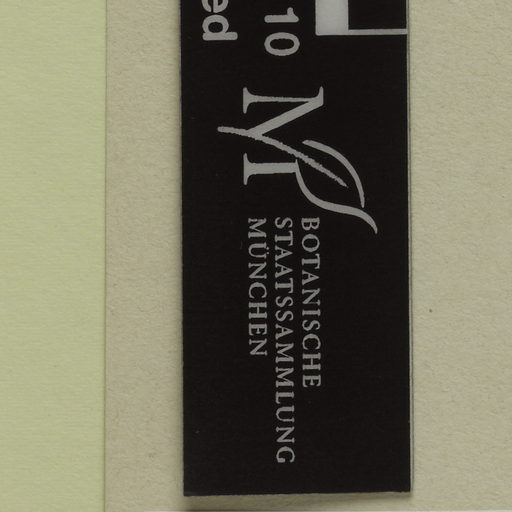 10
ed
M
BOTANISCHE
STAATSSAMMLUNG
MÜNCHEN